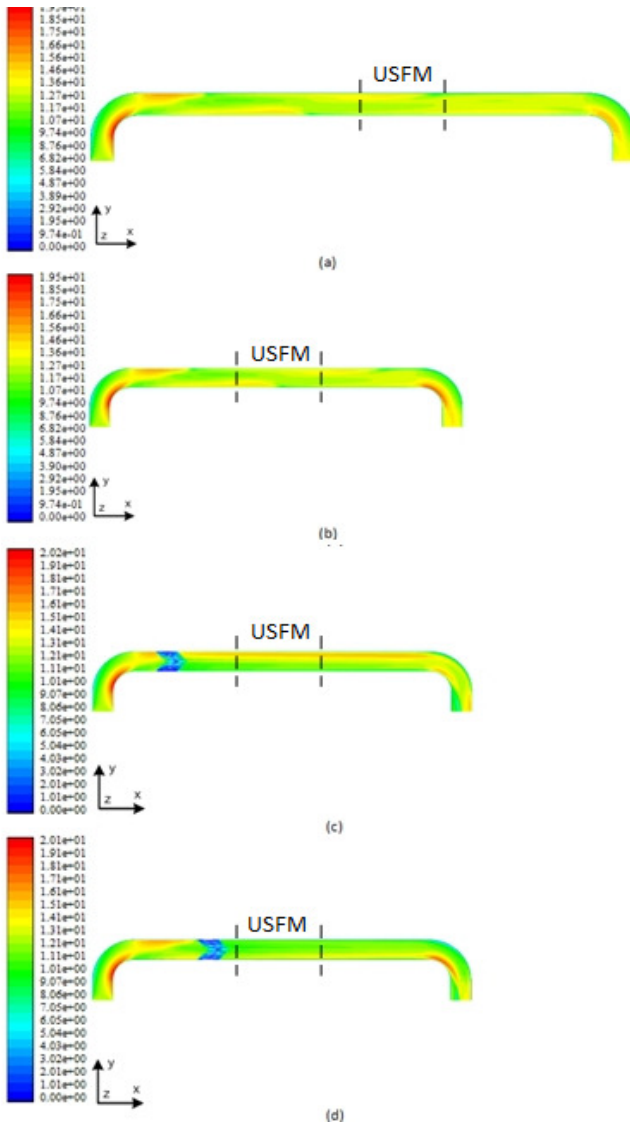 1.85e+01
1.75e+01
1.66e+01
1.56e+01
1.46e+01
1.36e+01
1.27e+01
1.17e+01
1.07e+01
9.74e+00
8.76e+00
7.79e+00
6.82e+00
5.84e+00
4.87e+00
3.89e+00
2.92e+00
1.95e+00
9.74e-01
0.00e+00
USFM
y
z
x
(a)
1.95e+01
1.85e+01
1.75e+01
1.66e+01
1.56e+01
1.46e+01
1.36e+01
1.27e+01
1.17e+01
1.07e+01
9.74e+00
8.76e+00
7.79e+00
6.82e+00
5.84e+00
4.87e+00
3.90e+00
2.92e+00
1.95e+00
9.74e-01
0.00e+00
USFM
y
z
x
(b)
2.02e+01
1.91e+01
1.81e+01
1.71e+01
1.61e+01
1.51e+01
1.41e+01
1.31e+01
1.21e+01
1.11e+01
1.01e+01
9.07e+00
8.06e+00
7.05e+00
6.05e+00
5.04e+00
4.03e+00
3.02e+00
2.01e+00
1.01e+00
0.00e+00
USFM
y
z
x
(c)
2.01e+01
1.91e+01
1.81e+01
1.71e+01
1.61e+01
1.51e+01
1.41e+01
1.31e+01
1.21e+01
1.11e+01
1.01e+01
9.07e+00
8.06e+00
7.05e+00
6.05e+00
5.04e+00
4.03e+00
3.02e+00
2.01e+00
1.01e+00
0.00e+00
USFM
y
z
x
(d)